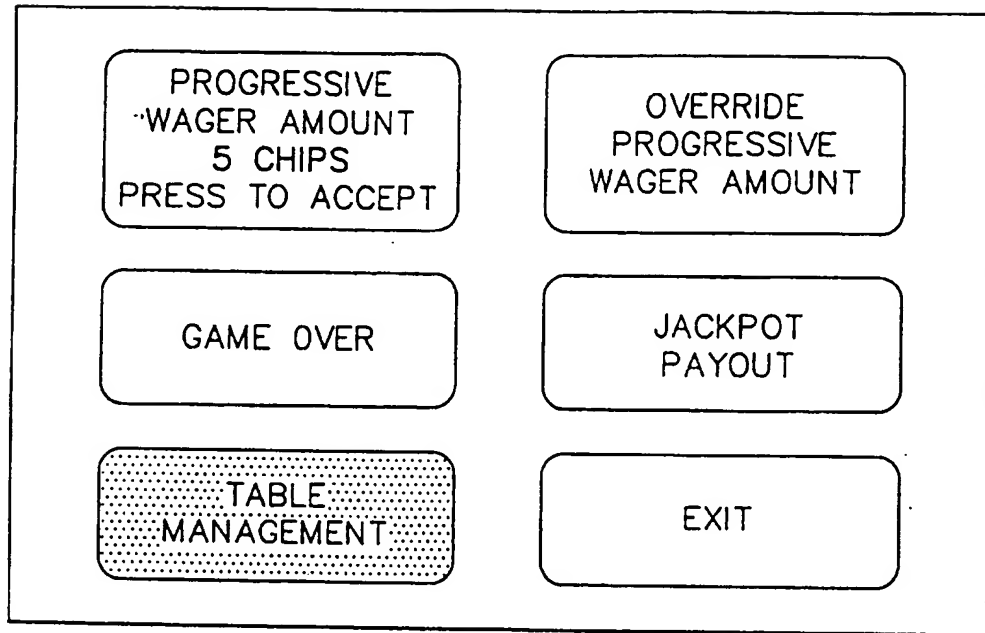 PROGRESSIVE
WAGER AMOUNT
5 CHIPS
PRESS TO ACCEPT
OVERRIDE
PROGRESSIVE
WAGER AMOUNT
GAME OVER
JACKPOT
PAYOUT
TABLE
MANAGEMENT
EXIT